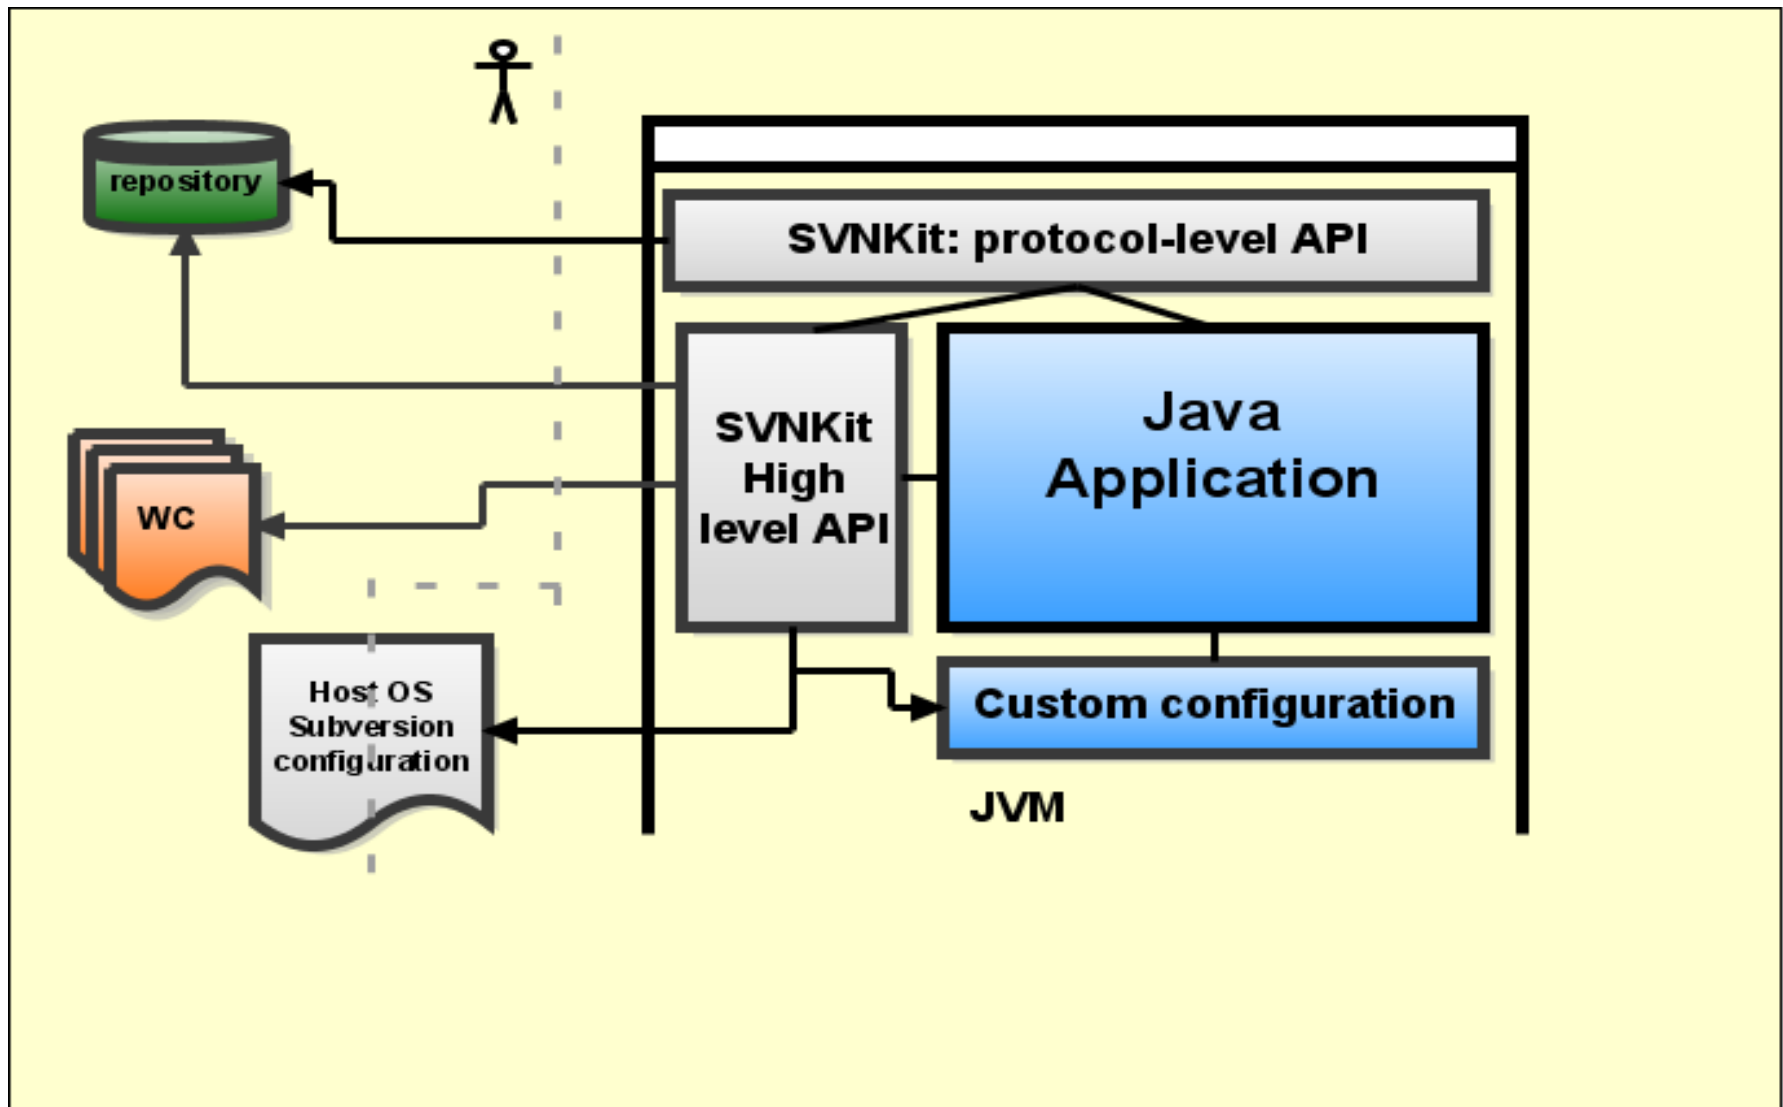 repository
SVNKit: protocol-level API
SVNKit
High
level API
Java
Application
WC
Host OS
Subversion
configuration
Custom configuration
JVM